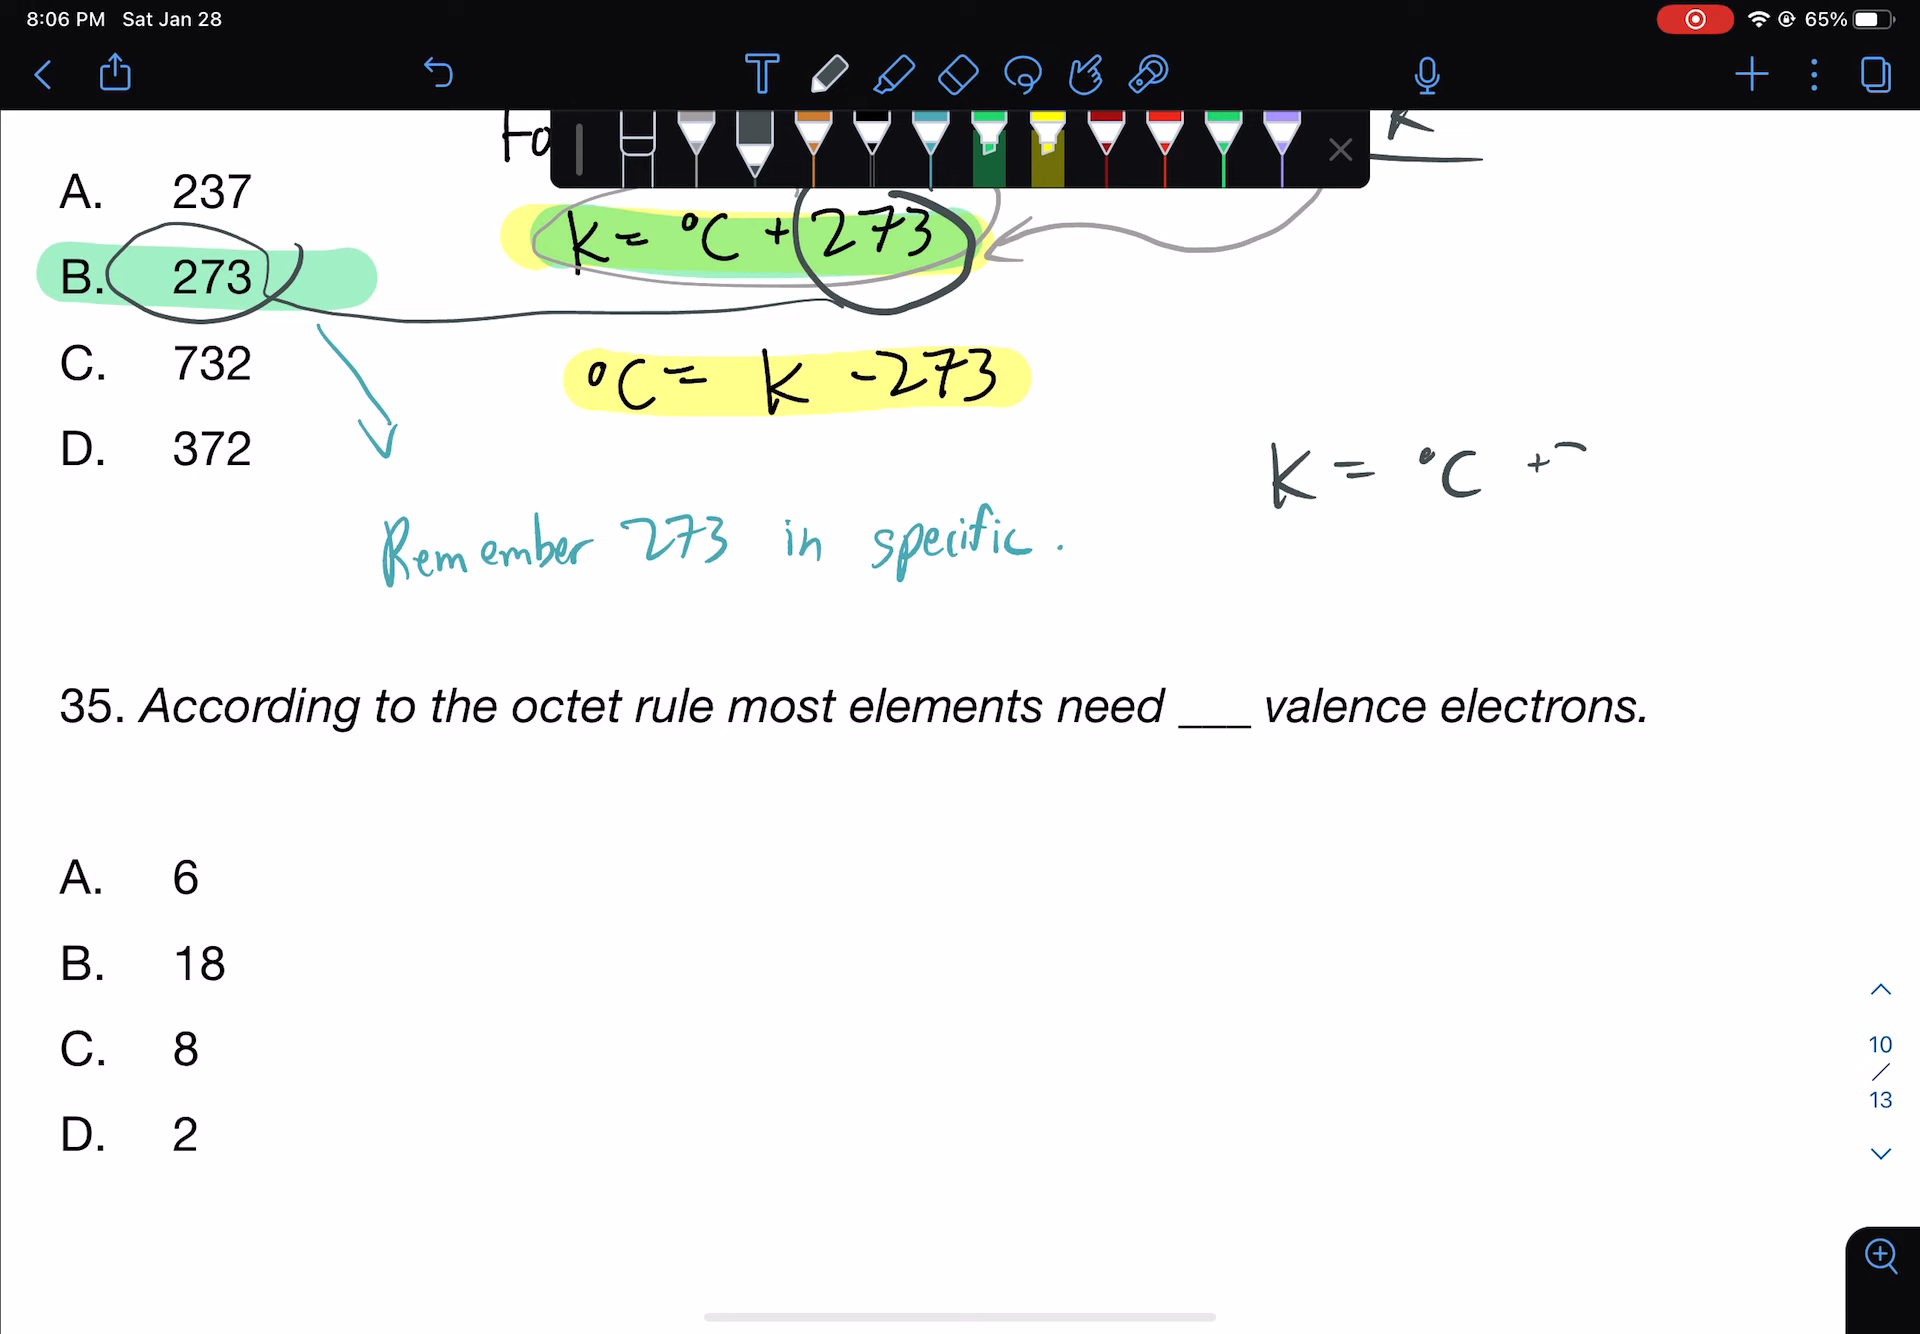 8:06 PM Sat Jan 28
65%
Fo
K
A. 237
K = °C + 273
B. 273
C. 732
°C = K - 273
D. 372
K = °C +
Remember 273 in specific.
35. According to the octet rule most elements need ___ valence electrons.
A. 6
B. 18
C. 8
10
/
13
D. 2